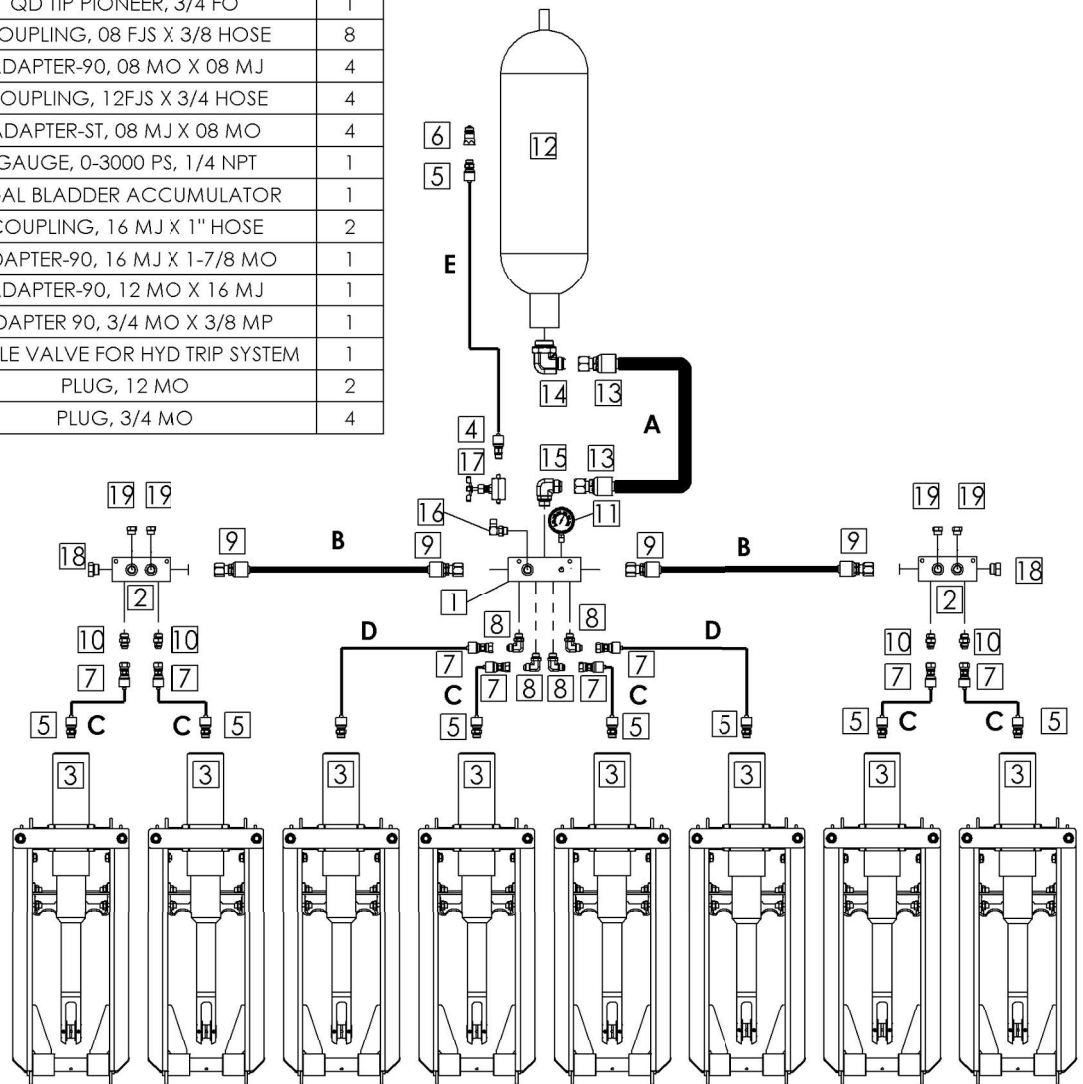 QD TIP PIONEER, 3/4 FO 1
OUPLING, 08 FJS X 3/8 HOSE 8
DAPTER-90, 08 MO X 08 MJ 4
OUPLING, 12FJS X 3/4 HOSE 4
ADAPTER-ST, 08 MJ X 08 MO 4
GAUGE, 0-3000 PS, 1/4 NPT 1
AL BLADDER ACCUMULATOR 1
COUPLING, 16 MJ X 1" HOSE 2
DAPTER-90, 16 MJ X 1-7/8 MO 1
DAPTER-90, 12 MO X 16 MJ 1
DAPTER 90, 3/4 MO X 3/8 MP 1
LE VALVE FOR HYD TRIP SYSTEM 1
PLUG, 12 MO 2
PLUG, 3/4 MO 4
6 12
5
E
14 13
A
4
17 15 13
16 11
19 19 19 19
9 B 9 9 B 9
18 18
2 1 2
D 8 8 D
10 10 10 10
7 7 7 7 7 7
7 8 8 7
C C
5 C C 5 5 5 5 5 C C 5
3 3 3 3 3 3 3 3